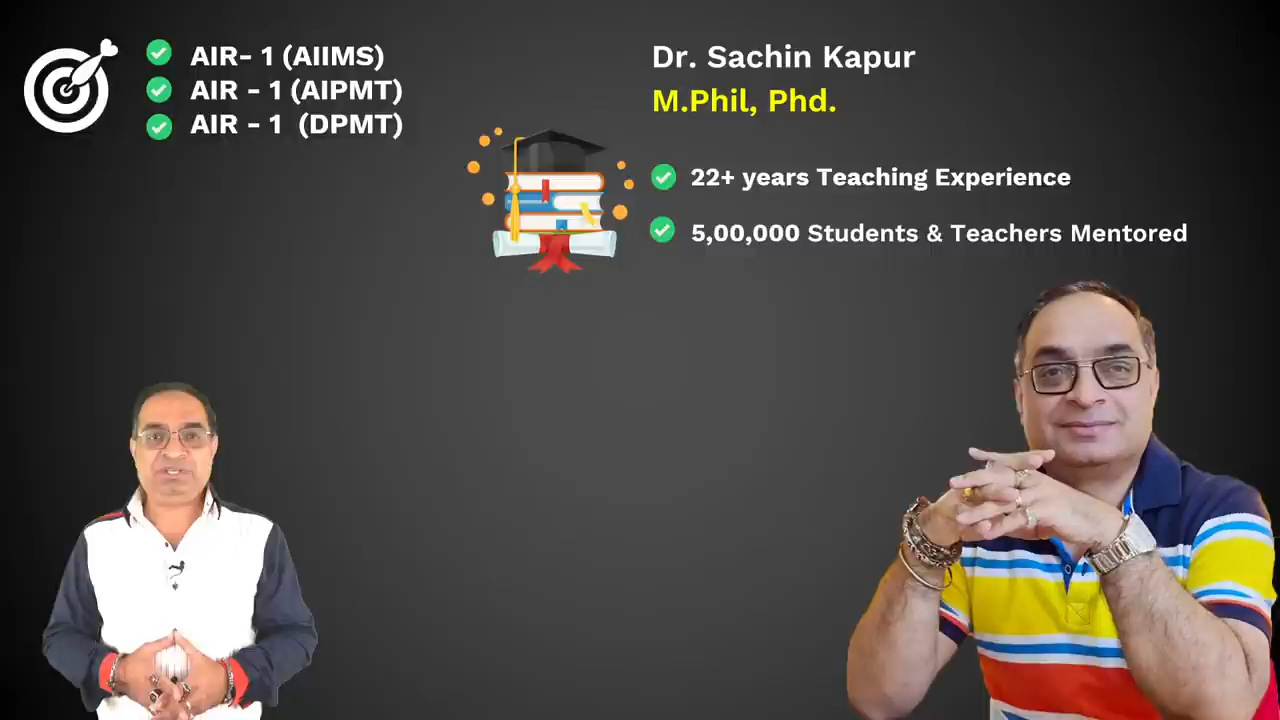 AIR- 1 (AIIMS)
AIR - 1 (AIPMT)
AIR - 1 (DPMT)
Dr. Sachin Kapur
M.Phil, Phd.
22+ years Teaching Experience
5,00,000 Students & Teachers Mentored